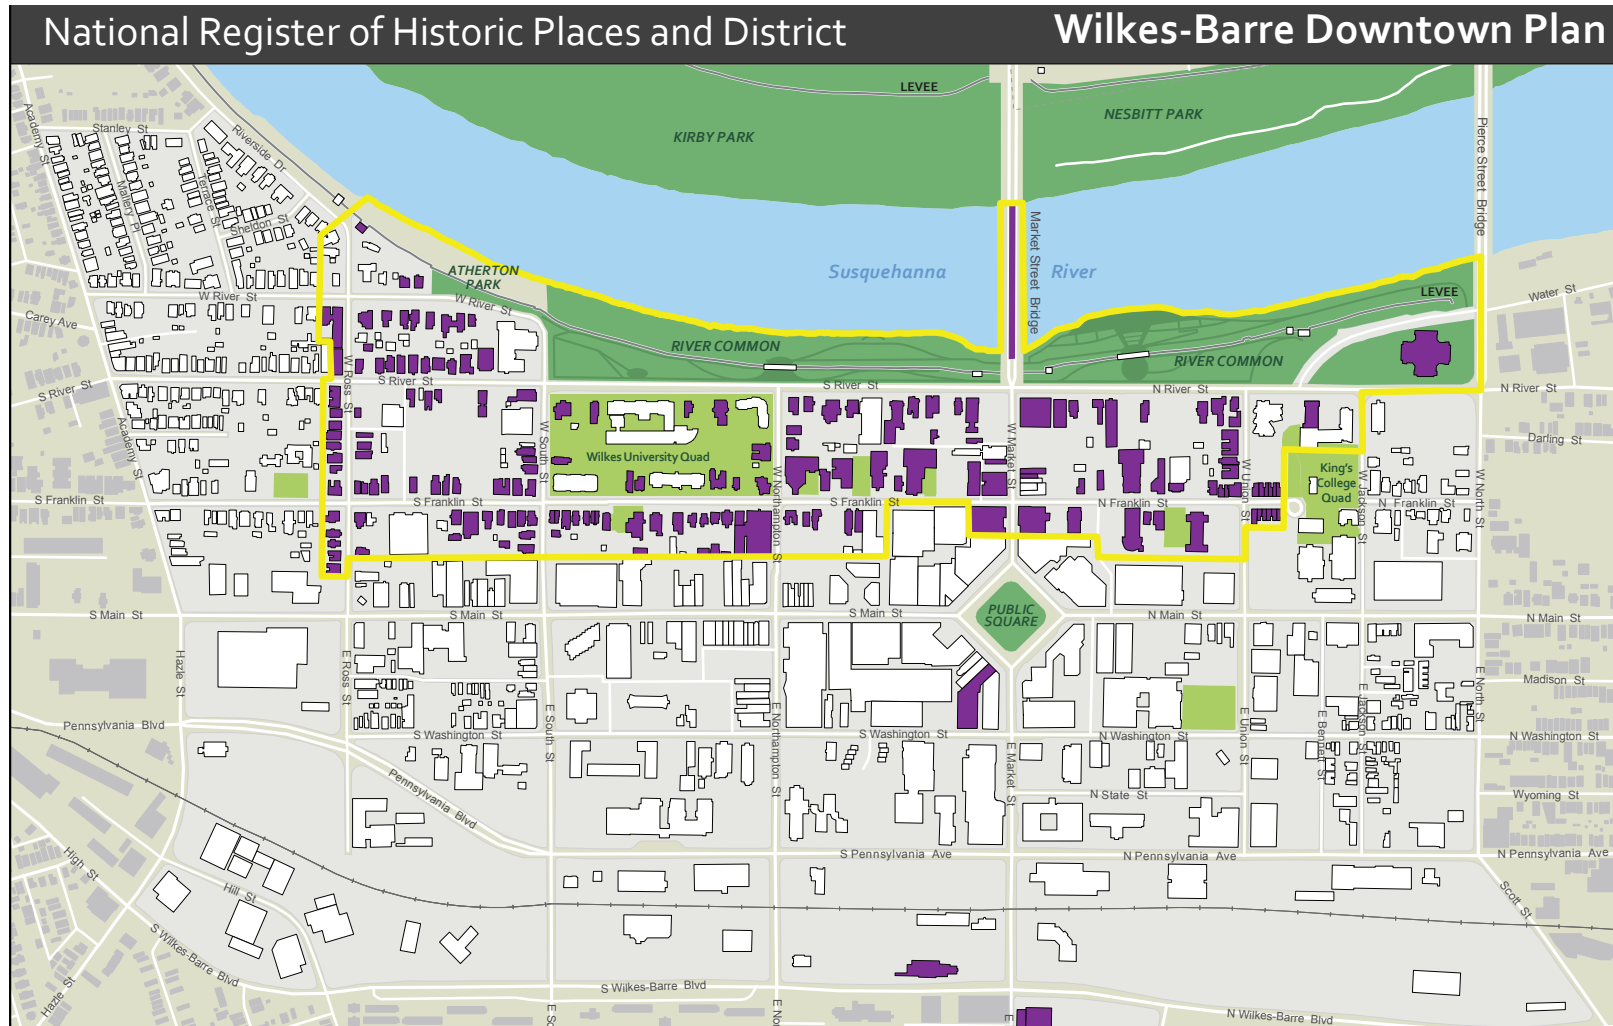 National Register of Historic Places and District
Wilkes-Barre Downtown Plan
LEVEE
NESBITT PARK
KIRBY PARK
Academy St
Stanley St
Riverside Dr
Mallery Pl
Terrace St
Sheldon St
Pierce Street Bridge
Market Street Bridge
Susquehanna
River
ATHERTON
PARK
W River St
W River St
Carey Ave
LEVEE
Water St
RIVER COMMON
RIVER COMMON
S River St
S River St
W Ross St
S River St
N River St
N River St
Academy St
W South St
Wilkes University Quad
W Northampton St
W Market St
W Union St
King's
College
Quad
W Jackson St
W North St
Darling St
S Franklin St
S Franklin St
S Franklin St
N Franklin St
N Franklin St
S Main St
S Main St
S Main St
PUBLIC
SQUARE
N Main St
N Main St
Hazle St
E Ross St
E South St
E Northampton St
E Market St
E Union St
E Bennett St
E Jackson St
E North St
Madison St
Pennsylvania Blvd
S Washington St
S Washington St
N Washington St
N Washington St
Pennsylvania Blvd
N State St
Wyoming St
S Pennsylvania Ave
N Pennsylvania Ave
N Pennsylvania Ave
High St
Hill St
Scott St
S Wilkes-Barre Blvd
Hazle St
S Wilkes-Barre Blvd
N Wilkes-Barre Blvd
E So
E No
E